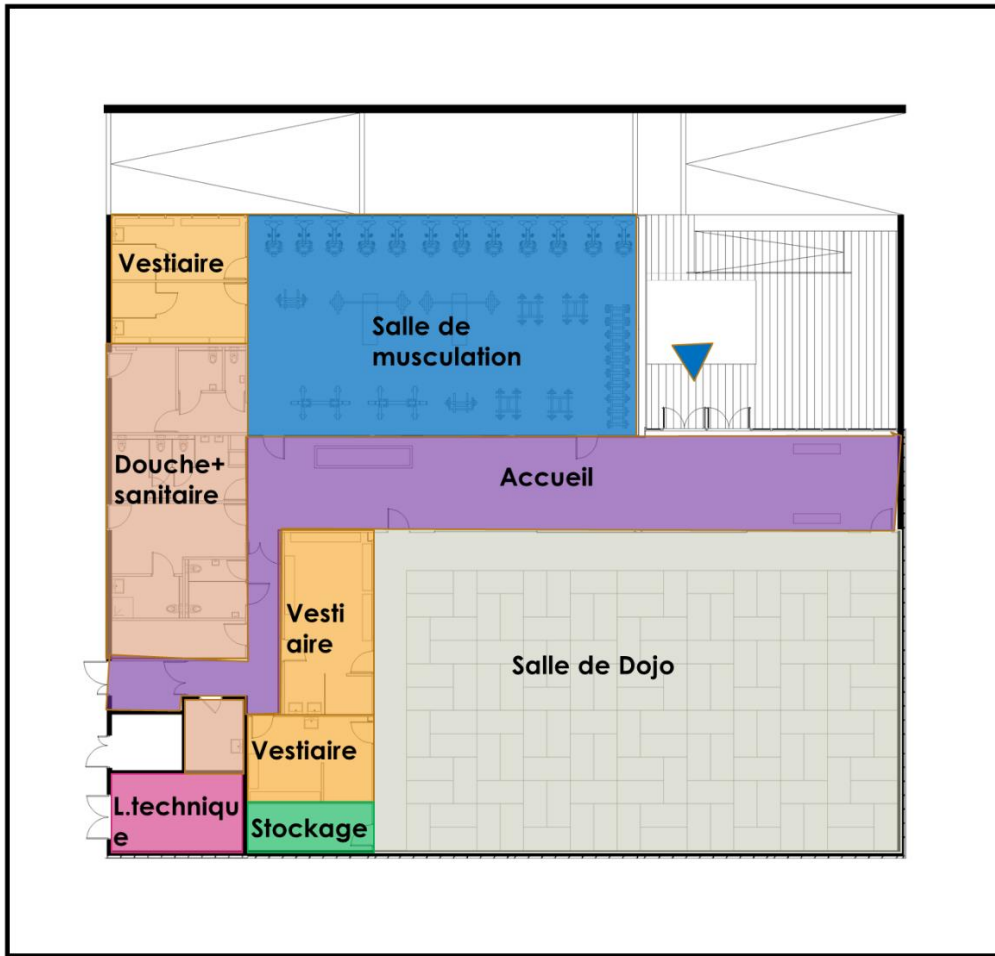 Vestiaire
Salle de
musculation
Douche+
sanitaire
Accueil
Vesti
aire
Salle de Dojo
Vestiaire
L.techniqu
e
Stockage